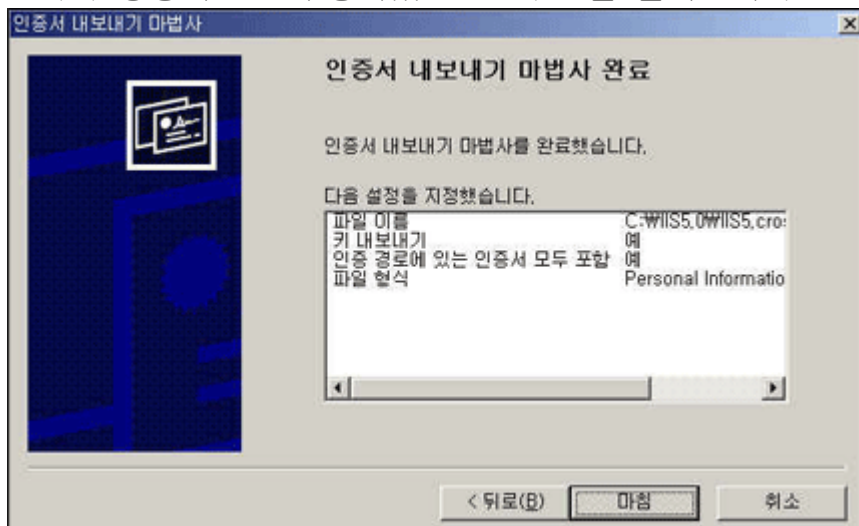 인증서 내보내기 마법사
인증서 내보내기 마법사 완료
인증서 내보내기 마법사를 완료했습니다.
다음 설정을 지정했습니다.
파일 이름 C:₩IIS5.0₩IIS5.cro
키 내보내기 예
인증 경로에 있는 인증서 모두 포함 예
파일 형식 Personal Informatio
< 뒤로(B) 마침 취소